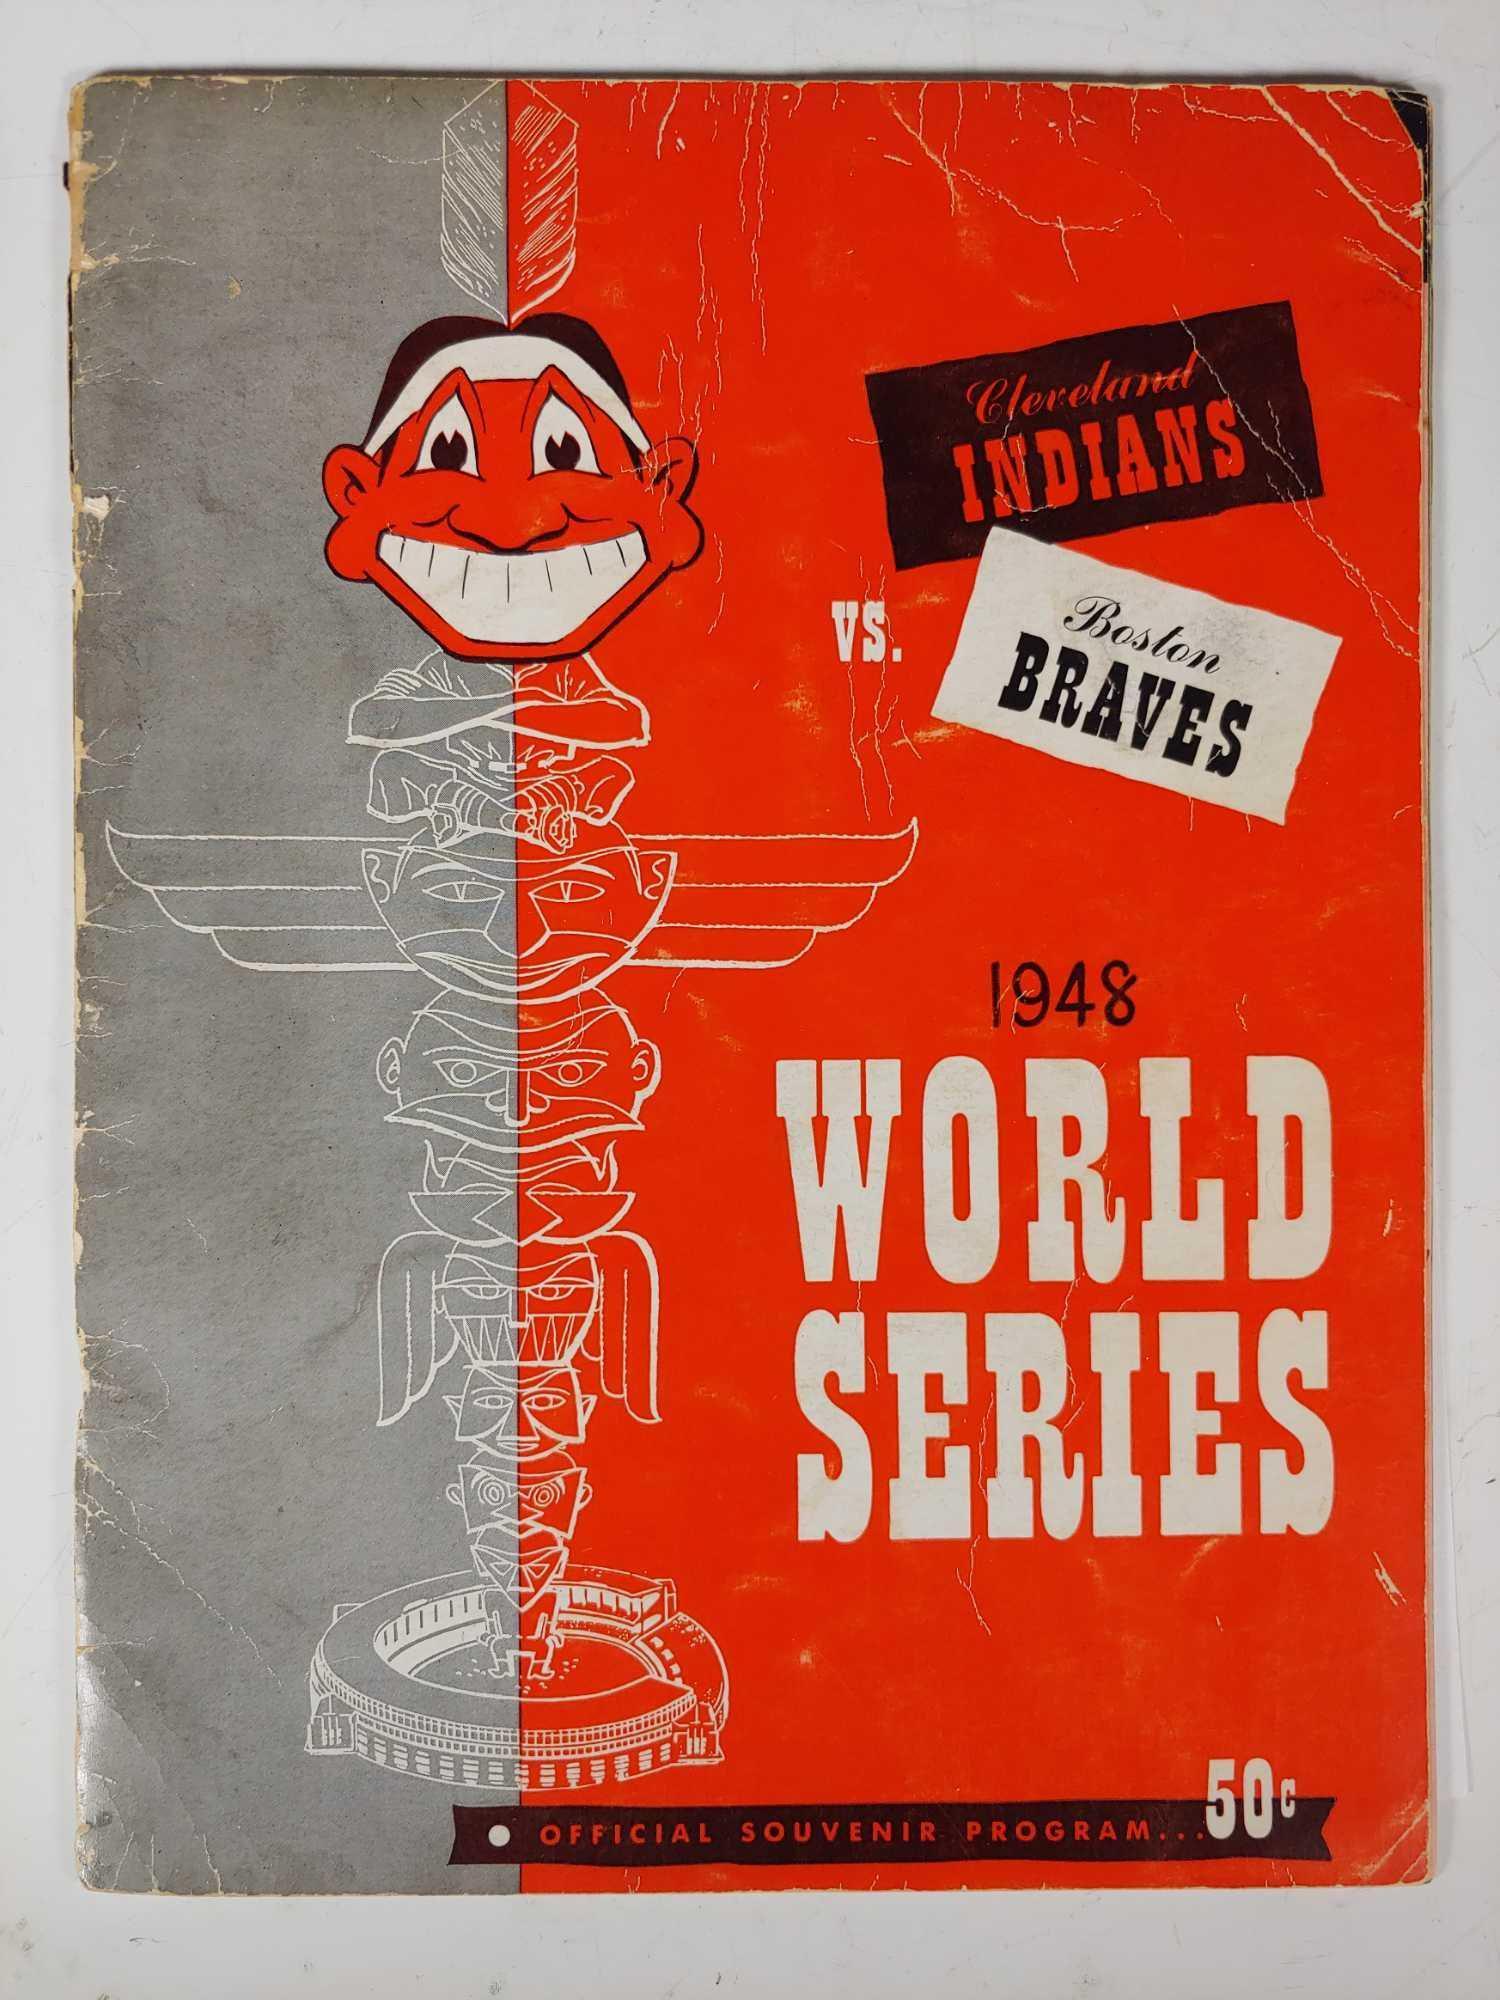 Cleveland
INDIANS
VS.
Boston
BRAVES
1948
WORLD
SERIES
OFFICIAL SOUVENIR PROGRAM... 50c